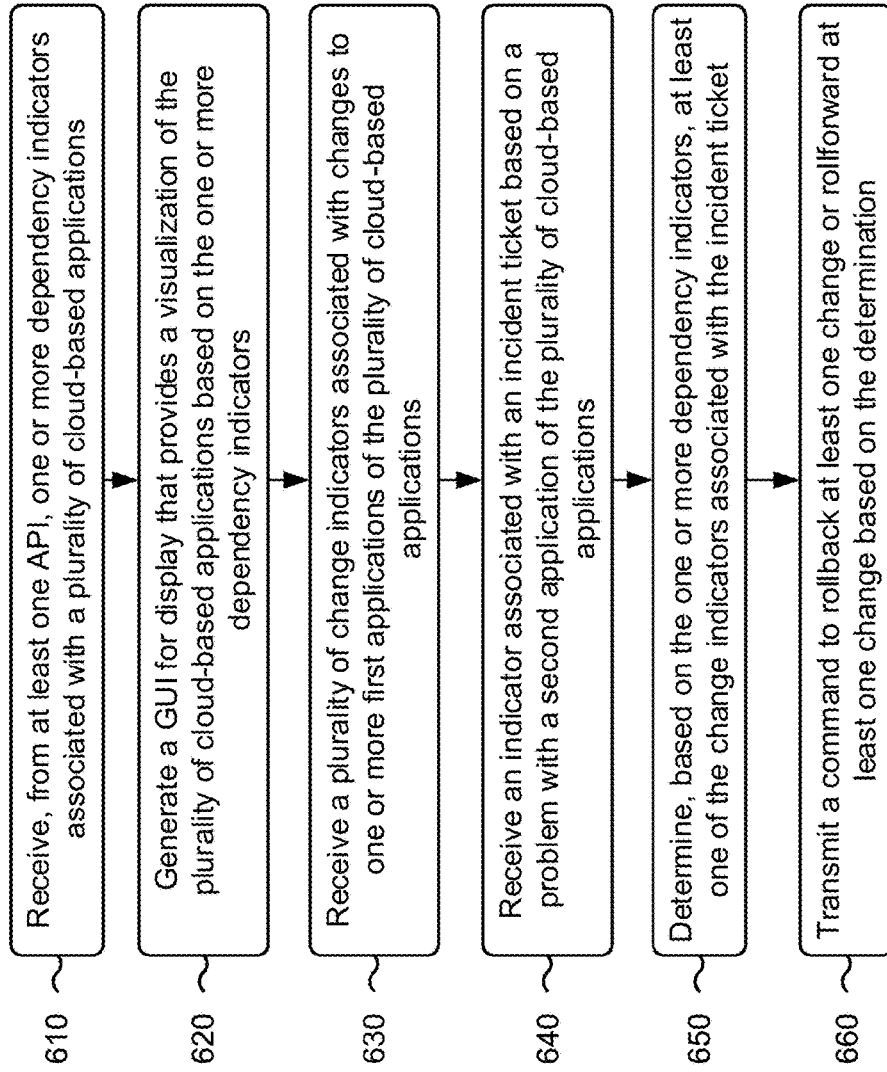 610
Receive, from at least one API, one or more dependency indicators
associated with a plurality of cloud-based applications
620
Generate a GUI for display that provides a visualization of the
plurality of cloud-based applications based on the one or more
dependency indicators
630
Receive a plurality of change indicators associated with changes to
one or more first applications of the plurality of cloud-based
applications
640
Receive an indicator associated with an incident ticket based on a
problem with a second application of the plurality of cloud-based
applications
650
Determine, based on the one or more dependency indicators, at least
one of the change indicators associated with the incident ticket
660
Transmit a command to rollback at least one change or rollforward at
least one change based on the determination